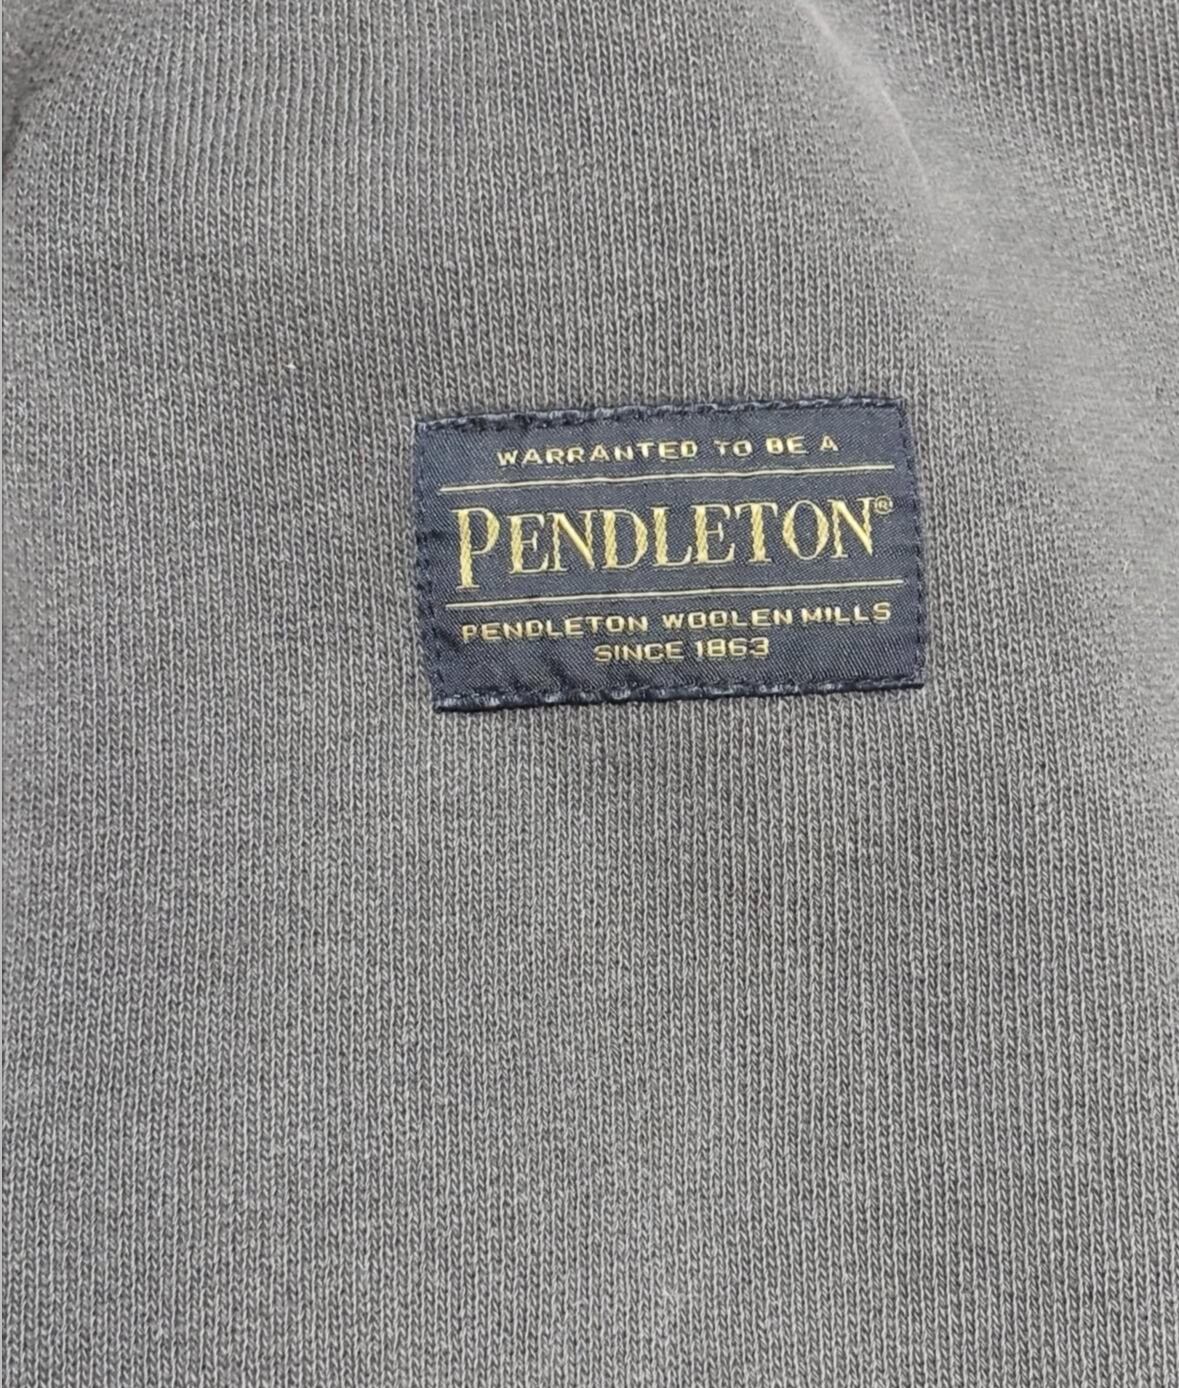 WARRANTED TO BE A
PENDLETON®
PENDLETON WOOLEN MILLS
SINCE 1863